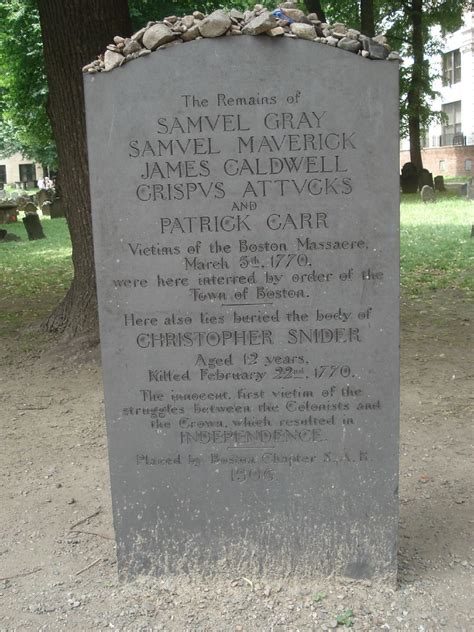 The Remains of
SAMVEL GRAY
SAMVEL MAVERICK
JAMES CALDWELL
CRISPVS ATTVCKS
AND
PATRICK CARR
Victims of the Boston Massacre,
March 5th, 1770,
were here interred by order of the
Town of Boston.
Here also lies buried the body of
CHRISTOPHER SNIDER
Aged 12 years,
Killed February 22nd, 1770.
The innocent, first victim of the
struggles between the Colonists and
the Crown, which resulted in
INDEPENDENCE.
Placed by Boston Chapter S.A.R.
1906